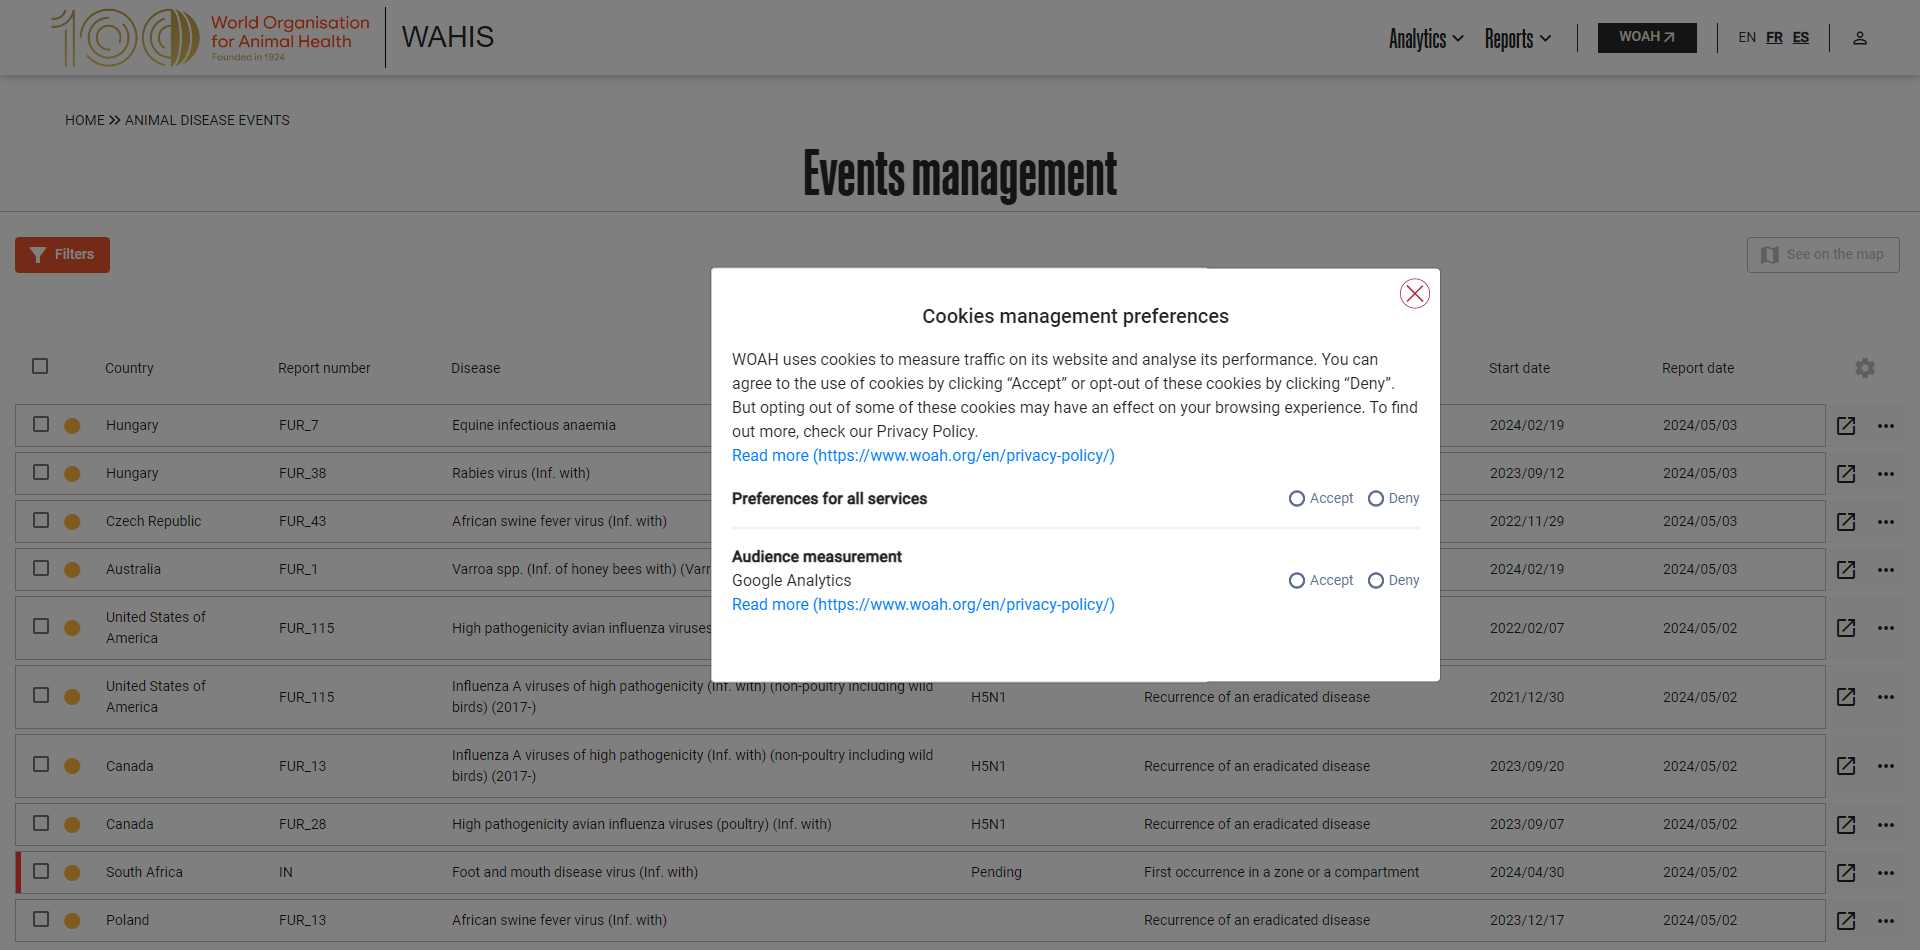 100 World Organisation
for Animal Health
Founded in 1924
WAHIS
Analytics Reports WOAH EN FR ES
HOME ANIMAL DISEASE EVENTS
Events management
Filters
See on the map
Cookies management preferences
WOAH uses cookies to measure traffic on its website and analyse its performance. You can
agree to the use of cookies by clicking “Accept” or opt-out of these cookies by clicking “Deny”.
But opting out of some of these cookies may have an effect on your browsing experience. To find
out more, check our Privacy Policy.
Read more (https://www.woah.org/en/privacy-policy/)
Preferences for all services Accept Deny
Audience measurement
Google Analytics Accept Deny
Read more (https://www.woah.org/en/privacy-policy/)
Country Report number Disease Start date Report date
Hungary FUR_7 Equine infectious anaemia 2024/02/19 2024/05/03
Hungary FUR_38 Rabies virus (Inf. with) 2023/09/12 2024/05/03
Czech Republic FUR_43 African swine fever virus (Inf. with) 2022/11/29 2024/05/03
Australia FUR_1 Varroa spp. (Inf. of honey bees with) (Varr 2024/02/19 2024/05/03
United States of
America FUR_115 High pathogenicity avian influenza viruses 2022/02/07 2024/05/02
United States of
America FUR_115 Influenza A viruses of high pathogenicity (Inf. with) (non-poultry including wild
birds) (2017-) H5N1 Recurrence of an eradicated disease 2021/12/30 2024/05/02
Canada FUR_13 Influenza A viruses of high pathogenicity (Inf. with) (non-poultry including wild
birds) (2017-) H5N1 Recurrence of an eradicated disease 2023/09/20 2024/05/02
Canada FUR_28 High pathogenicity avian influenza viruses (poultry) (Inf. with) H5N1 Recurrence of an eradicated disease 2023/09/07 2024/05/02
South Africa IN Foot and mouth disease virus (Inf. with) Pending First occurrence in a zone or a compartment 2024/04/30 2024/05/02
Poland FUR_13 African swine fever virus (Inf. with) Recurrence of an eradicated disease 2023/12/17 2024/05/02